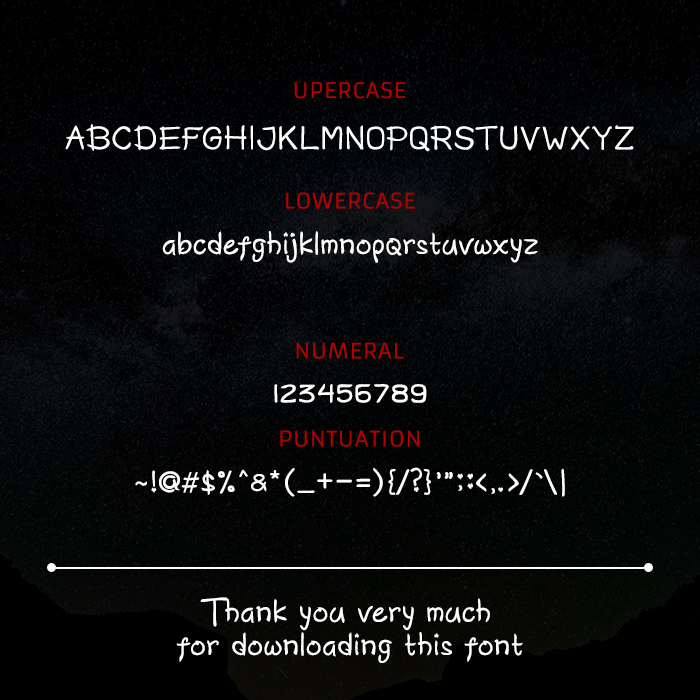 UPERCASE
ABCDEFGHIJKLMNOPQRSTUVWXYZ
LOWERCASE
abcdefghijklmnopqrstuvwxyz
NUMERAL
123456789
PUNTUATION
~!@#$%^&*(_+-=){/?}'"';:<,.>/`\|
Thank you very much
for downloading this font